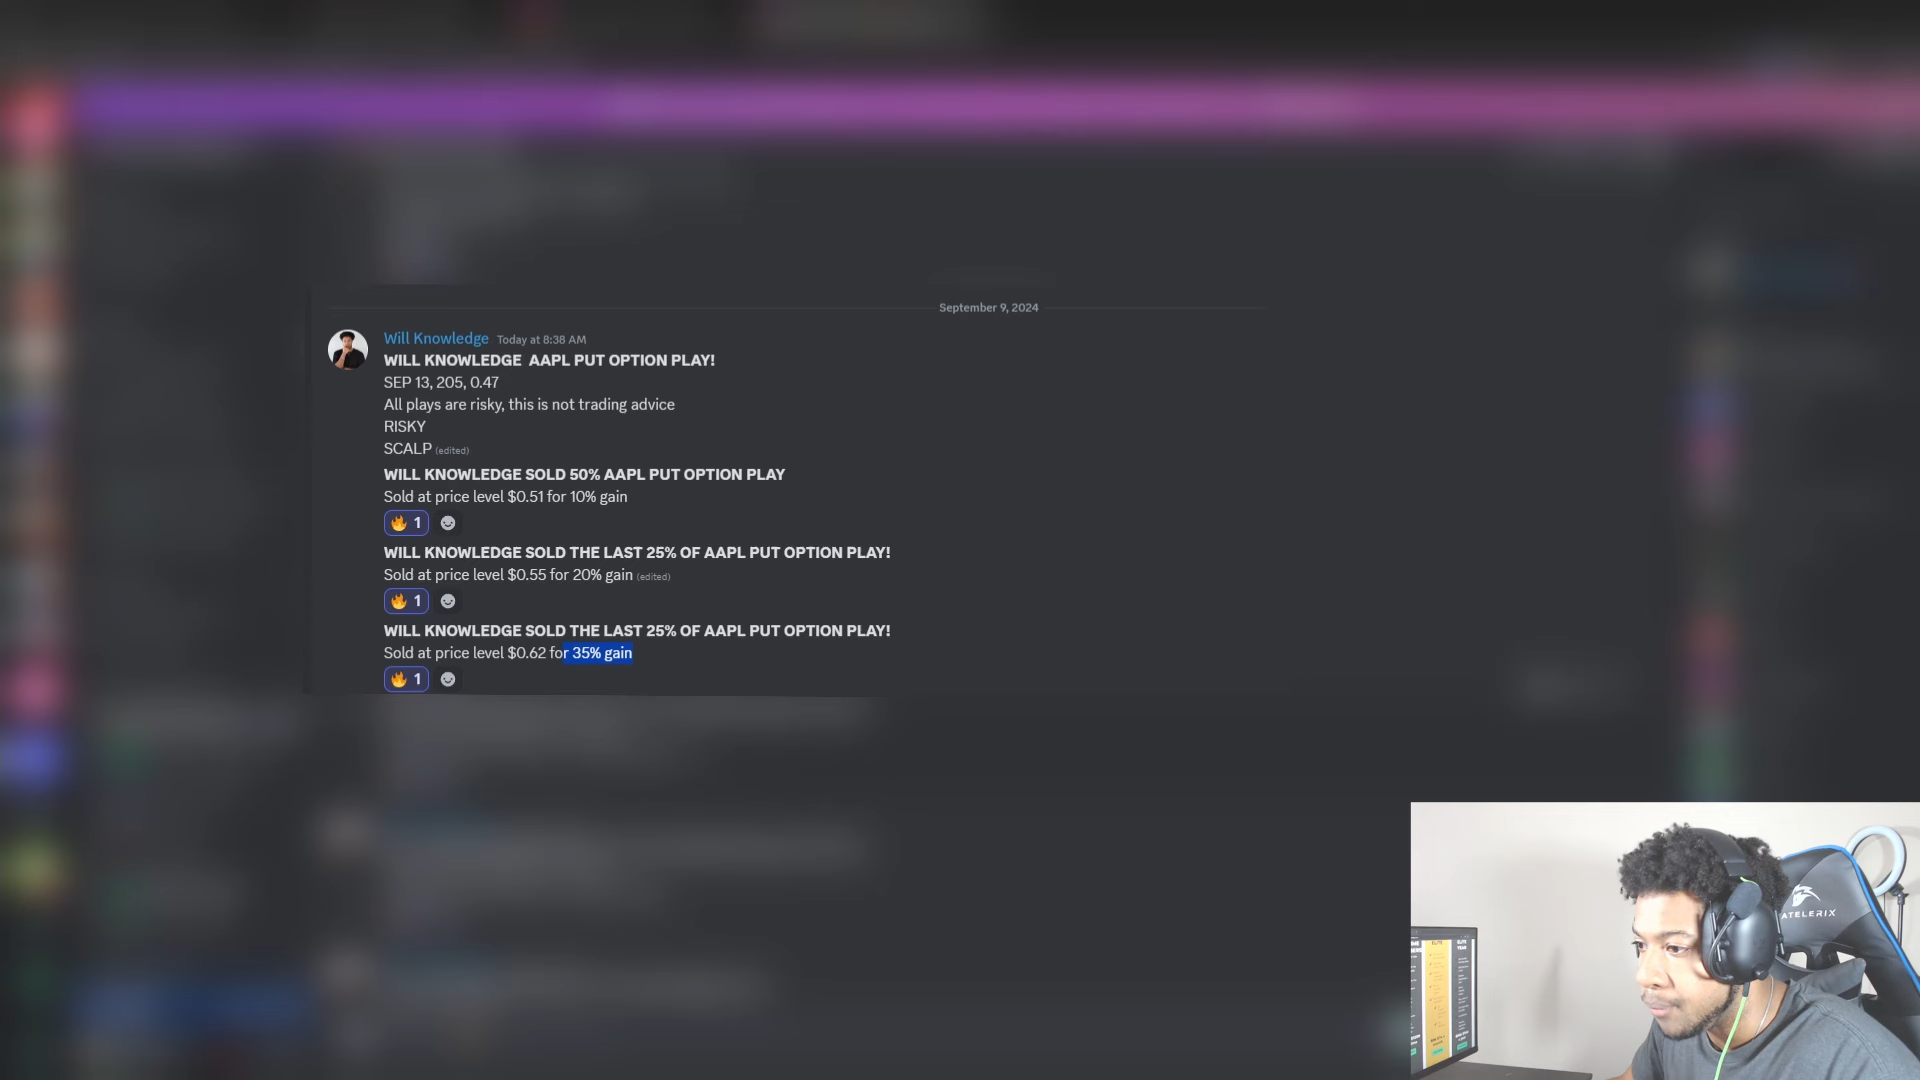 September 9, 2024
Will Knowledge Today at 8:38 AM
WILL KNOWLEDGE AAPL PUT OPTION PLAY!
SEP 13, 205, 0.47
All plays are risky, this is not trading advice
RISKY
SCALP (edited)
WILL KNOWLEDGE SOLD 50% AAPL PUT OPTION PLAY
Sold at price level $0.51 for 10% gain
🔥 1
WILL KNOWLEDGE SOLD THE LAST 25% OF AAPL PUT OPTION PLAY!
Sold at price level $0.55 for 20% gain (edited)
🔥 1
WILL KNOWLEDGE SOLD THE LAST 25% OF AAPL PUT OPTION PLAY!
Sold at price level $0.62 for 35% gain
🔥 1
ATELERIX
ELITE
ELITE
YEAR